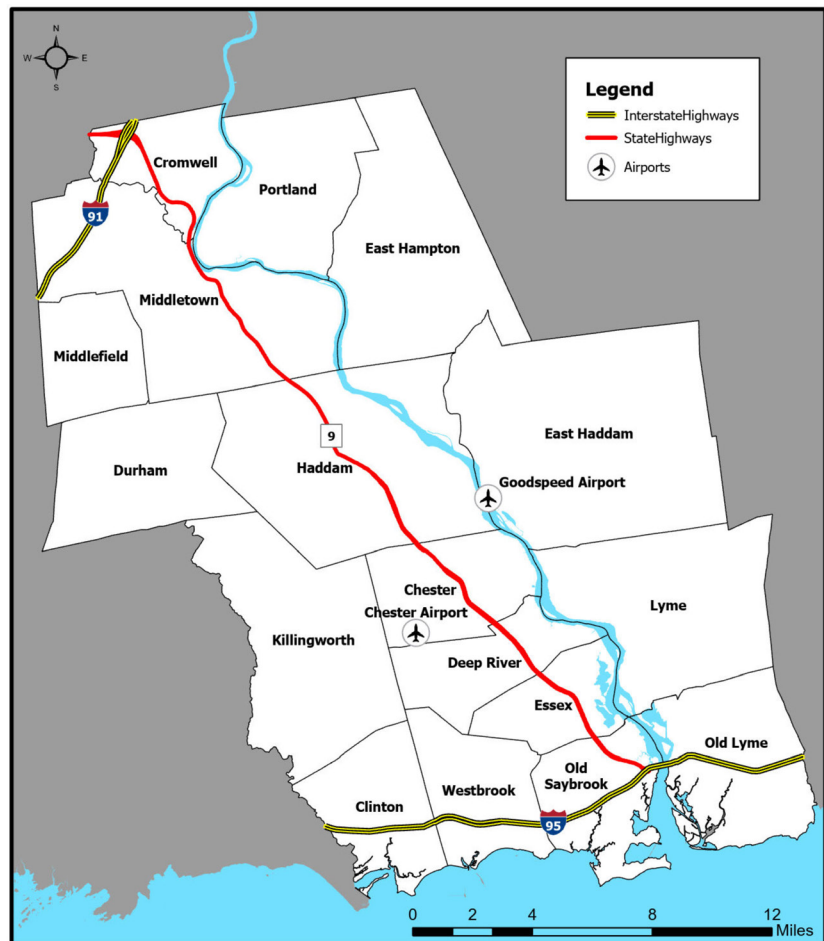 N
W E
S
Legend
InterstateHighways
StateHighways
Airports
Cromwell
Portland
91
East Hampton
Middletown
Middlefield
9
East Haddam
Durham
Haddam
Goodspeed Airport
Chester
Chester Airport
Lyme
Killingworth
Deep River
Essex
Old Lyme
Old
Saybrook
Westbrook
Clinton
95
0 2 4 8 12
Miles